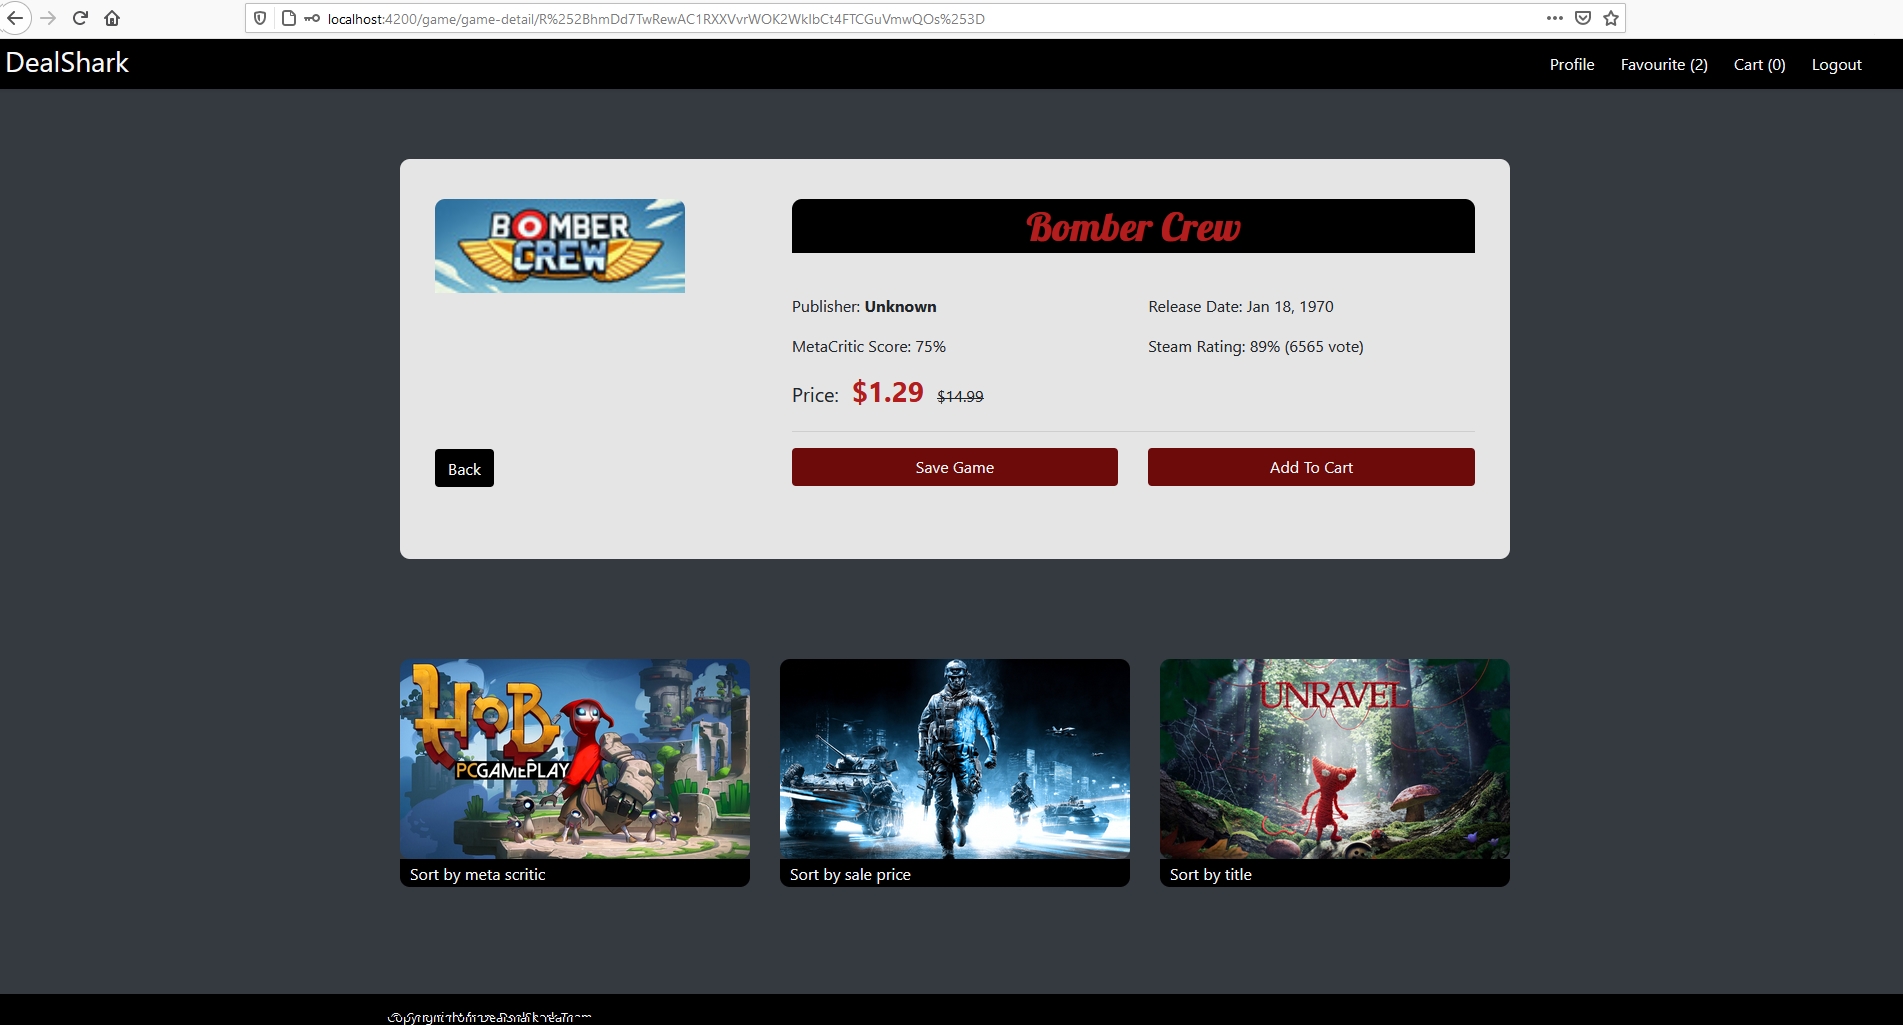 localhost:4200/game/game-detail/R%252BhmDd7TwRewAC1RXXVvrWOK2WkIbCt4FTCGuVmwQOs%253D
DealShark
Profile
Favourite (2)
Cart (0)
Logout
BOMBER
CREW
Bomber Crew
Publisher: Unknown
Release Date: Jan 18, 1970
MetaCritic Score: 75%
Steam Rating: 89% (6565 vote)
Price: $1.29 $14.99
Back
Save Game
Add To Cart
HOB
PCGAMEPLAY
UNRAVEL
Sort by meta scritic
Sort by sale price
Sort by title